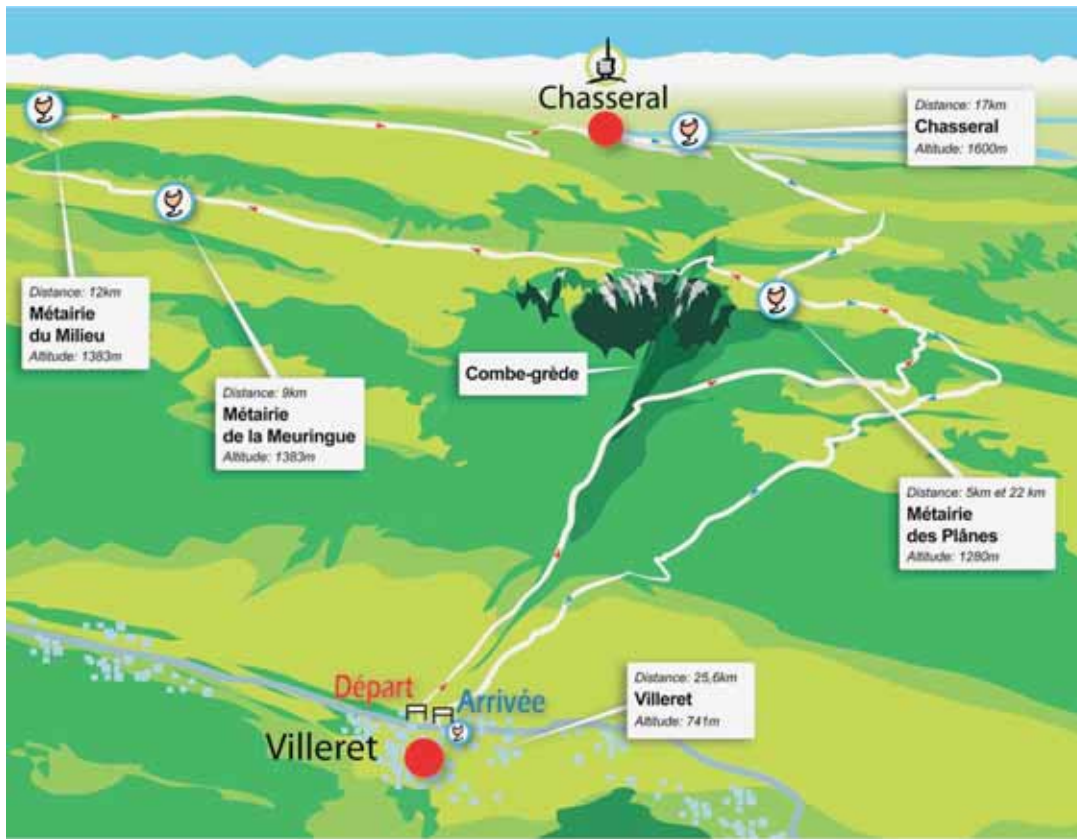 Chasseral
Distance: 17km
Chasseral
Altitude: 1600m
Distance: 12km
Métairie
du Milieu
Altitude: 1383m
Distance: 9km
Métairie
de la Meuringue
Altitude: 1383m
Combe-grède
Distance: 5km et 22 km
Métairie
des Plânes
Altitude: 1280m
Distance: 25,6km
Villeret
Altitude: 741m
Départ
Arrivée
Villeret